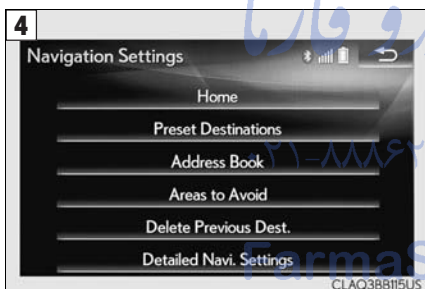 4
Navigation Settings
Home
Preset Destinations
Address Book
Areas to Avoid
Delete Previous Dest.
Detailed Navi. Settings
CLAQ3BB115US